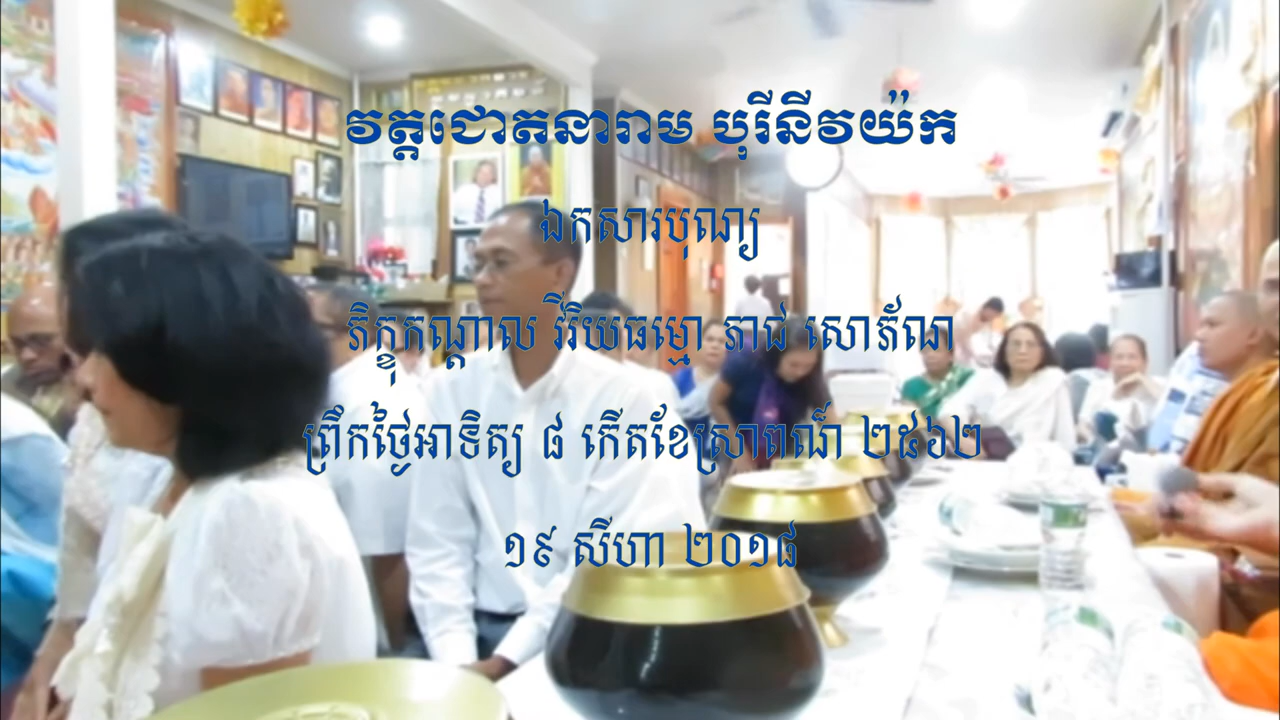 វត្តជោតនារាម បុរីនីវយ៉ក
ឯកសារបុណ្យ
ភិក្ខុកណ្តាល វីរិយធម្មោ ភាជ សោភ័ណ
ព្រឹកថ្ងៃអាទិត្យ ៨ កើតខែស្រាពណ៍ ២៥៦២
១៩ សីហា ២០១៨